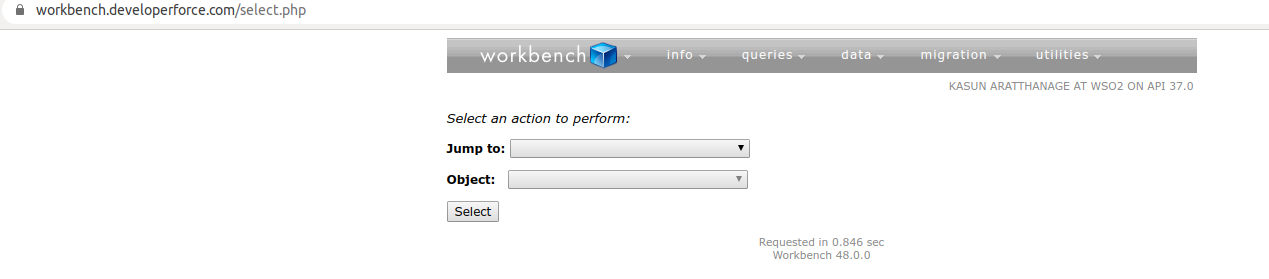 workbench.developerforce.com/select.php
workbench info queries data migration utilities
KASUN ARATTHANAGE AT WSO2 ON API 37.0
Select an action to perform:
Jump to:
Object:
Select
Requested in 0.846 sec
Workbench 48.0.0